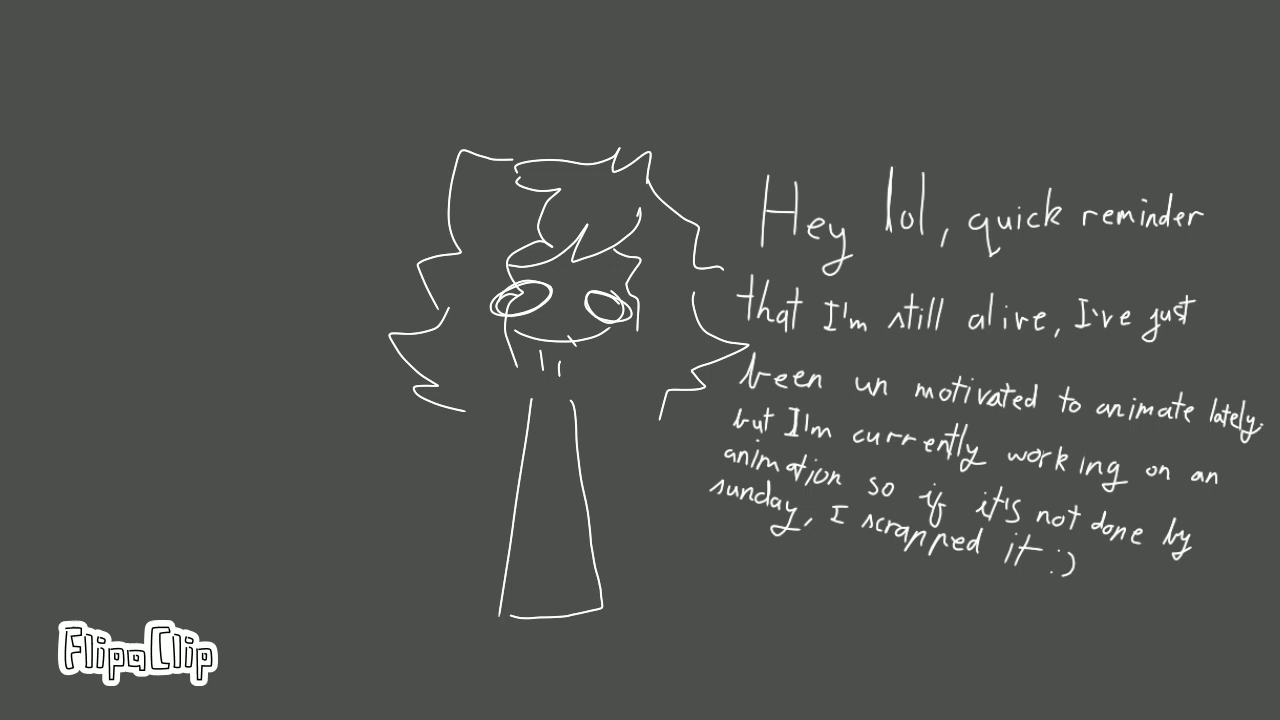 Hey lol, quick reminder
that I'm still alive, I've just
been un motivated to animate lately.
but I'm currently working on an
animation so if it's not done by
sunday, I scrapped it :)
FlipaClip